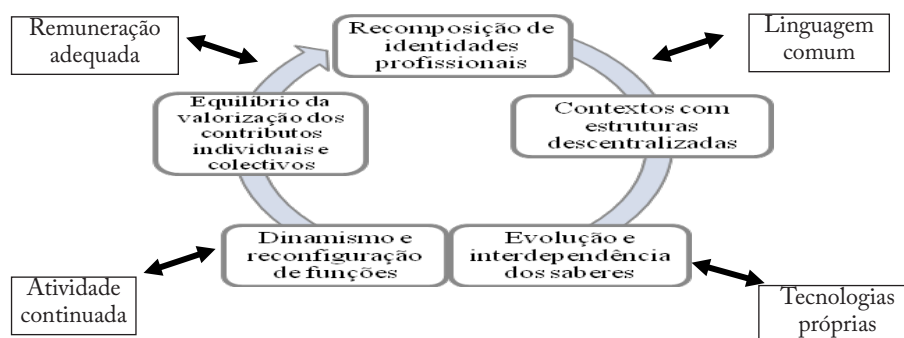 Remuneração
adequada
Recomposição de
identidades
profissionais
Linguagem
comum
Equilíbrio da
valorização dos
contributos
individuais e
colectivos
Contextos com
estruturas
descentralizadas
Dinamismo e
reconfiguração
de funções
Evolução e
interdependência
dos saberes
Atividade
continuada
Tecnologias
próprias